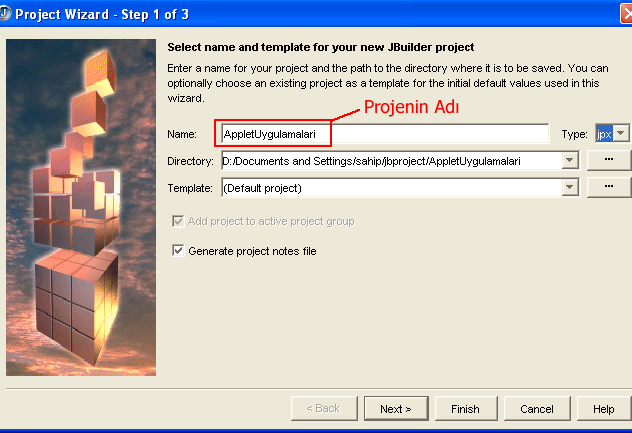 Project Wizard - Step 1 of 3
Select name and template for your new JBuilder project
Enter a name for your project and the path to the directory where it is to be saved. You can
optionally choose an existing project as a template for the initial default values used in this
wizard.
Projenin Adı
Name: AppletUygulamalari Type: jpx
Directory: D:/Documents and Settings/sahip/jbproject/AppletUygulamalari ...
Template: (Default project) ...
Add project to active project group
Generate project notes file
< Back Next > Finish Cancel Help